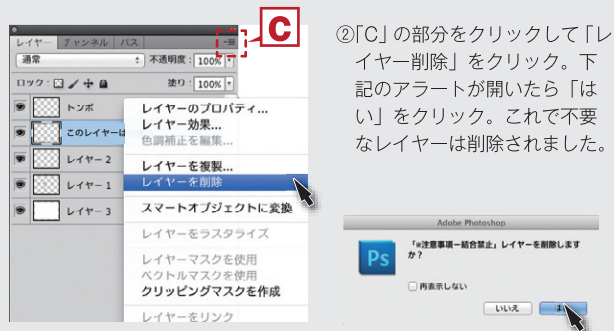 C
レイヤー チャンネル パス
通常 不透明度: 100%
ロック: 塗り: 100%
トンボ
このレイヤーは
レイヤー 2
レイヤー 1
レイヤー 3
レイヤーのプロパティ...
レイヤー効果...
色調補正を編集...
レイヤーを複製...
レイヤーを削除
スマートオブジェクトに変換
レイヤーをラスタライズ
レイヤーマスクを使用
ベクトルマスクを使用
クリッピングマスクを作成
レイヤーをリンク
②「C」の部分をクリックして「レ
イヤー削除」をクリック。下
記のアラートが開いたら「は
い」をクリック。これで不要
なレイヤーは削除されました。
Adobe Photoshop
Ps
「※注意事項ー結合禁止」レイヤーを削除します
か?
再表示しない
いいえ